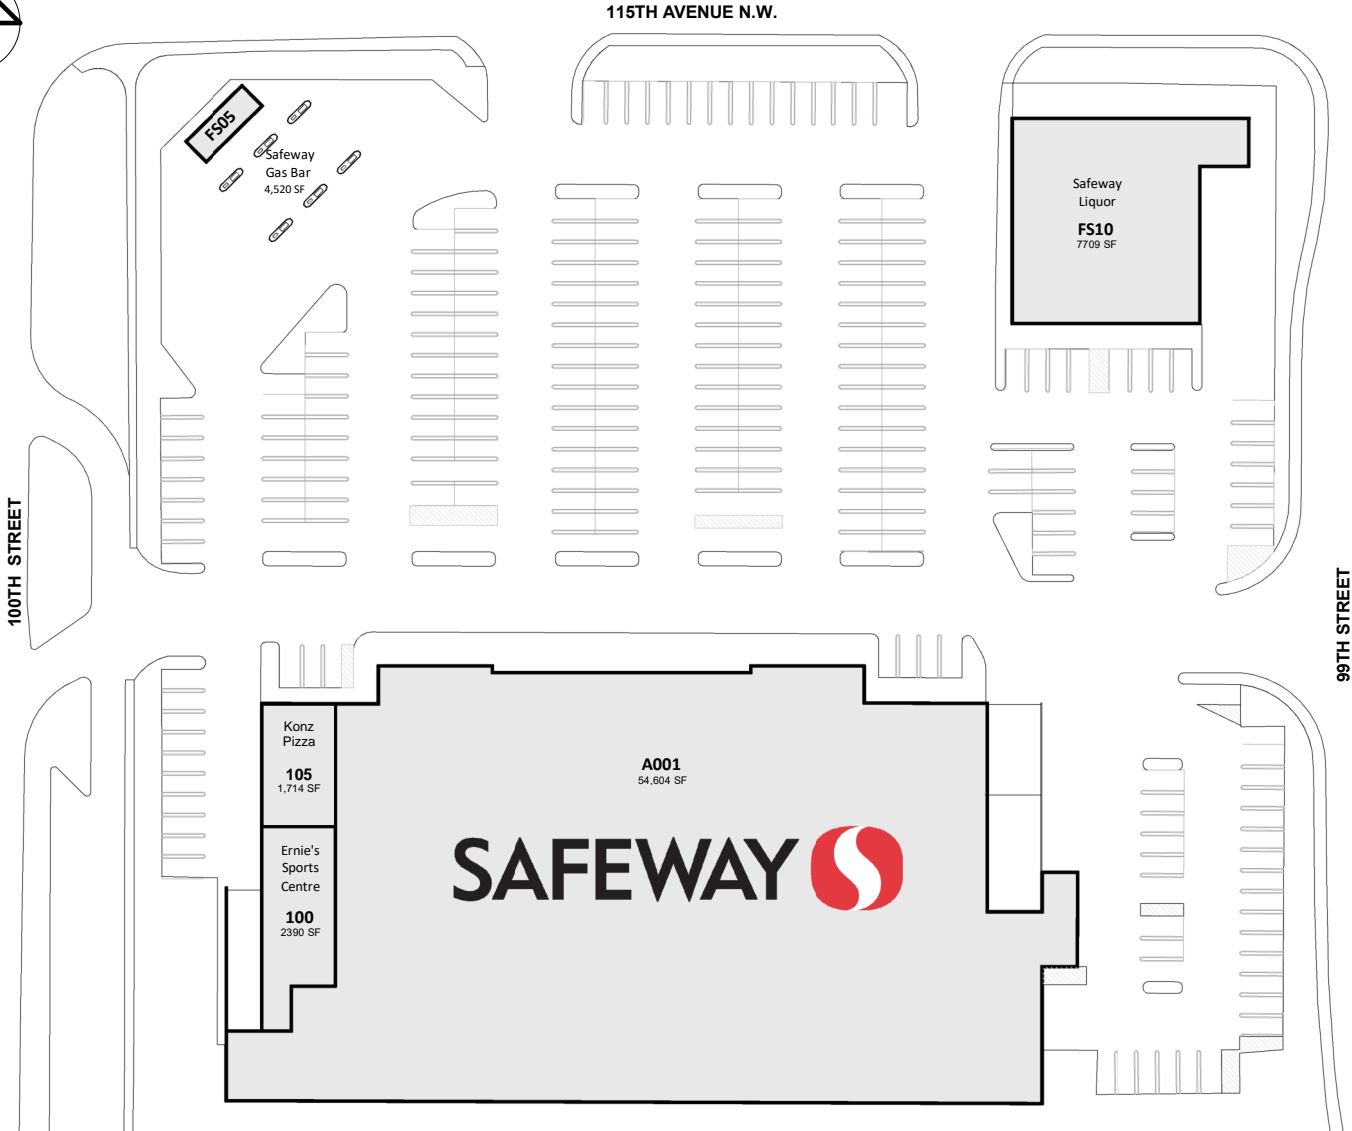 115TH AVENUE N.W.
FS05
Safeway
Gas Bar
4,520 SF
Safeway
Liquor
FS10
7709 SF
100TH STREET
99TH STREET
Konz
Pizza
105
1,714 SF
A001
54,604 SF
SAFEWAY
Ernie's
Sports
Centre
100
2390 SF